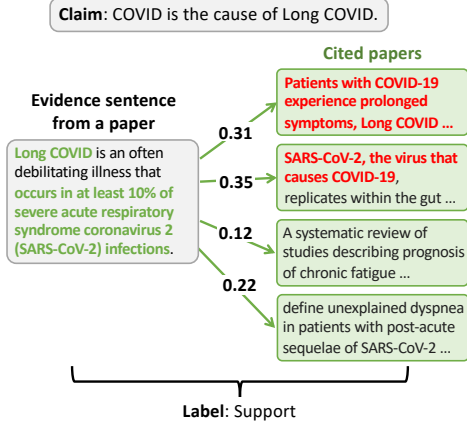 Claim: COVID is the cause of Long COVID.
Cited papers
Evidence sentence
from a paper
Long COVID is an often
debilitating illness that
occurs in at least 10% of
severe acute respiratory
syndrome coronavirus 2
(SARS-CoV-2) infections.
0.31
0.35
0.12
0.22
Patients with COVID-19
experience prolonged
symptoms, Long COVID ...
SARS-CoV-2, the virus that
causes COVID-19,
replicates within the gut ...
A systematic review of
studies describing prognosis
of chronic fatigue ...
define unexplained dyspnea
in patients with post-acute
sequelae of SARS-CoV-2 ...
Label: Support